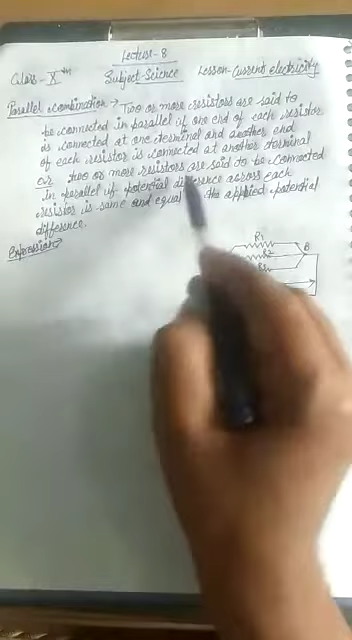 Lecture-8
Class-Xth Subject-Science Lesson-Current electricity
Parallel combination? Two or more resistors are said to
be connected in parallel if one end of each resistor
is connected at one terminal and another end
of each resistor is connected at another terminal
Or two or more resistors are said to be connected
in parallel if potential difference across each
resistor is same and equal the applied potential
difference.
Expression?
R1
R2
B